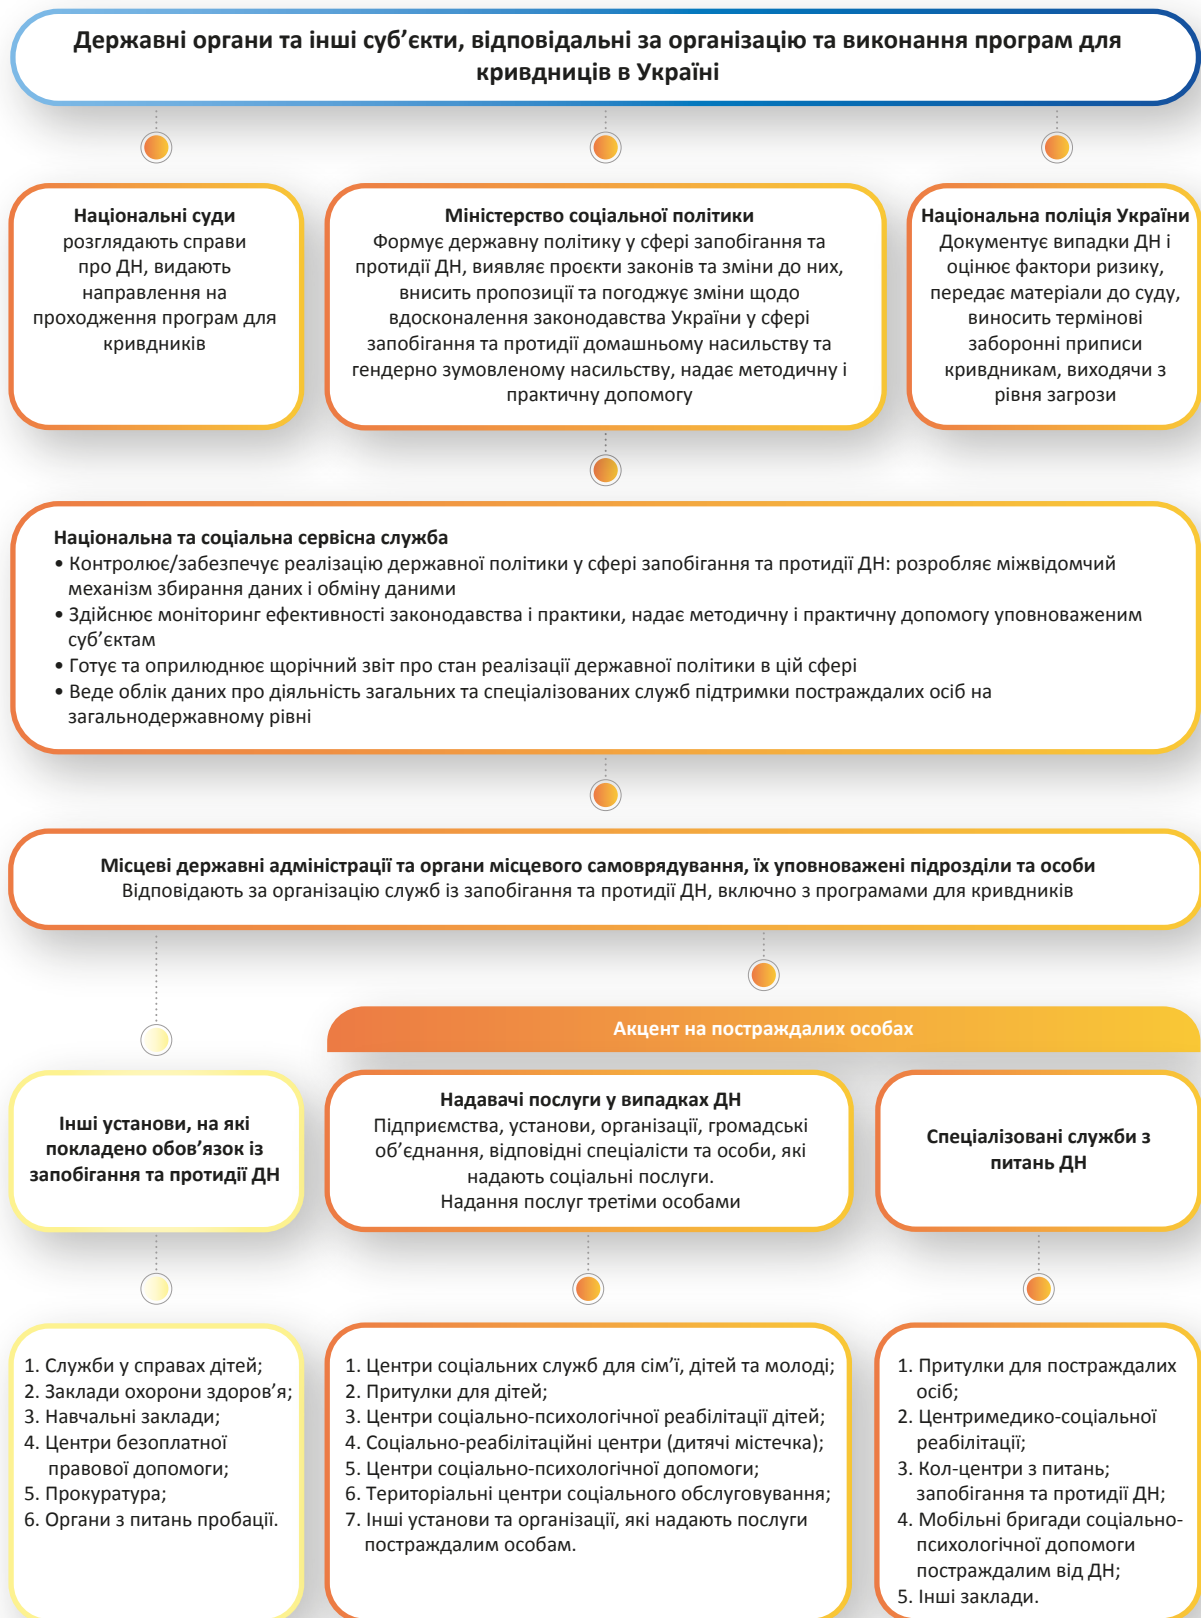 Державні органи та інші суб’єкти, відповідальні за організацію та виконання програм для
кривдниців в Україні
Національні суди
розглядають справи
про ДН, видають
направлення на
проходження програм для
кривдників
Міністерство соціальної політики
Формує державну політику у сфері запобігання та
протидії ДН, виявляє проєкти законів та зміни до них,
внисить пропозиції та погоджує зміни щодо
вдосконалення законодавства України у сфері
запобігання та протидії домашньому насильству та
гендерно зумовленому насильству, надає методичну і
практичну допомогу
Національна поліція України
Документує випадки ДН і
оцінює фактори ризику,
передає матеріали до суду,
виносить термінові
заборонні приписи
кривдникам, виходячи з
рівня загрози
Національна та соціальна сервісна служба
• Контролює/забезпечує реалізацію державної політики у сфері запобігання та протидії ДН: розробляє міжвідомчий
механізм збирання даних і обміну даними
• Здійснює моніторинг ефективності законодавства і практики, надає методичну і практичну допомогу уповноваженим
суб’єктам
• Готує та оприлюднює щорічний звіт про стан реалізації державної політики в цій сфері
• Веде облік даних про діяльність загальних та спеціалізованих служб підтримки постраждалих осіб на
загальнодержавному рівні
Місцеві державні адміністрації та органи місцевого самоврядування, їх уповноважені підрозділи та особи
Відповідають за організацію служб із запобігання та протидії ДН, включно з програмами для кривдників
Акцент на постраждалих особах
Інші установи, на які
покладено обов’язок із
запобігання та протидії ДН
Надавачі послуги у випадках ДН
Підприємства, установи, організації, громадські
об’єднання, відповідні спеціалісти та особи, які
надають соціальні послуги.
Надання послуг третіми особами
Спеціалізовані служби з
питань ДН
1. Служби у справах дітей;
2. Заклади охорони здоров’я;
3. Навчальні заклади;
4. Центри безоплатної
правової допомоги;
5. Прокуратура;
6. Органи з питань пробації.
1. Центри соціальних служб для сім’ї, дітей та молоді;
2. Притулки для дітей;
3. Центри соціально-психологічної реабілітації дітей;
4. Соціально-реабілітаційні центри (дитячі містечка);
5. Центри соціально-психологічної допомоги;
6. Територіальні центри соціального обслуговування;
7. Інші установи та організації, які надають послуги
постраждалим особам.
1. Притулки для постраждалих
осіб;
2. Центримедико-соціальної
реабілітації;
3. Кол-центри з питань;
запобігання та протидії ДН;
4. Мобільні бригади соціально-
психологічної допомоги
постраждалим від ДН;
5. Інші заклади.